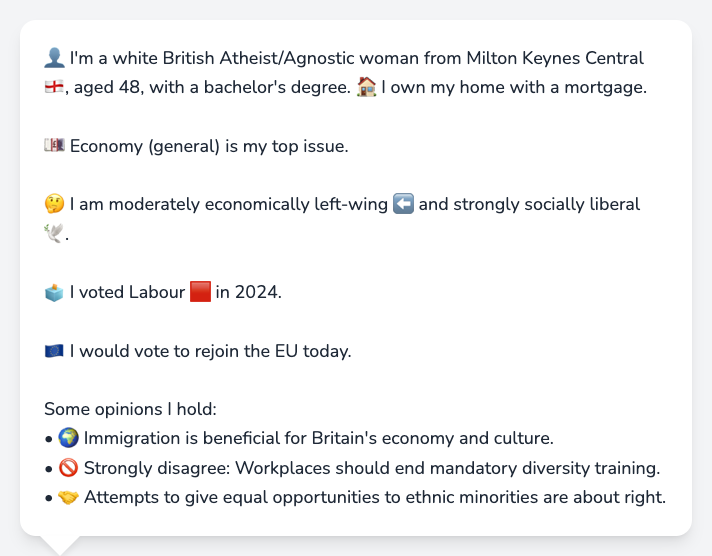 👤 I'm a white British Atheist/Agnostic woman from Milton Keynes Central
🏴󠁧󠁢󠁥󠁮󠁧󠁿, aged 48, with a bachelor's degree. 🏠 I own my home with a mortgage.
💷 Economy (general) is my top issue.
🤔 I am moderately economically left-wing ⬅️ and strongly socially liberal
🕊️.
🗳️ I voted Labour 🟥 in 2024.
🇪🇺 I would vote to rejoin the EU today.
Some opinions I hold:
• 🌍 Immigration is beneficial for Britain's economy and culture.
• 🚫 Strongly disagree: Workplaces should end mandatory diversity training.
• 🤝 Attempts to give equal opportunities to ethnic minorities are about right.